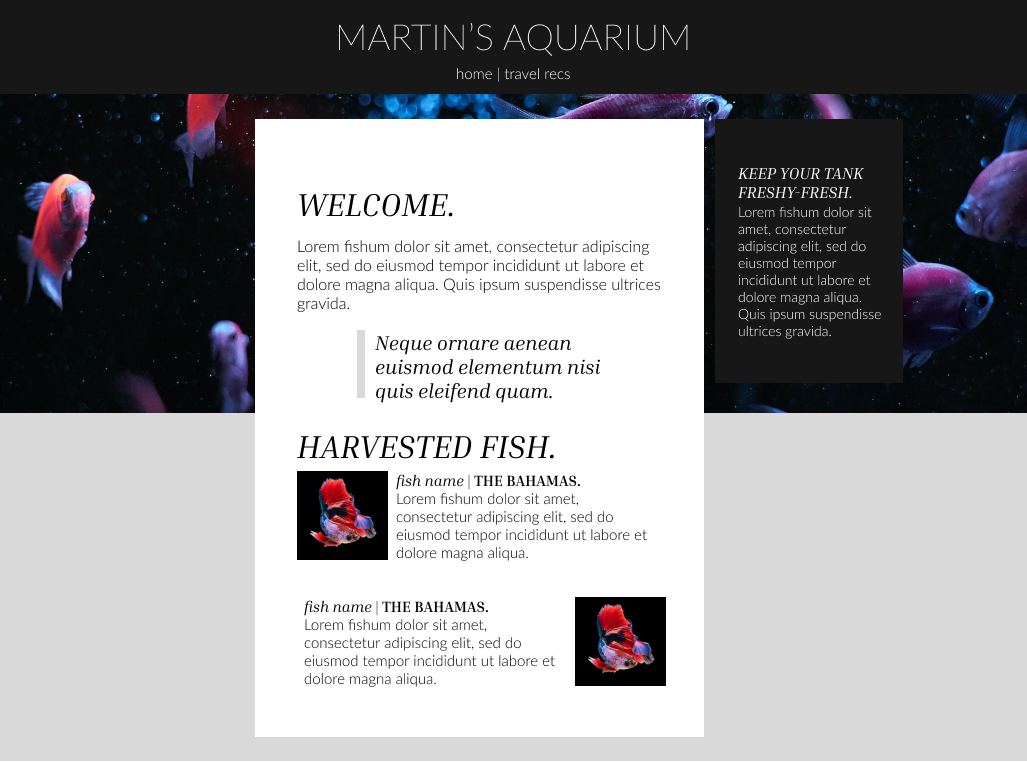 MARTIN’S AQUARIUM
home | travel recs
WELCOME.
Lorem fishum dolor sit amet, consectetur adipiscing
elit, sed do eiusmod tempor incididunt ut labore et
dolore magna aliqua. Quis ipsum suspendisse ultrices
gravida.
Neque ornare aenean
euismod elementum nisi
quis eleifend quam.
HARVESTED FISH.
fish name | THE BAHAMAS.
Lorem fishum dolor sit amet,
consectetur adipiscing elit, sed do
eiusmod tempor incididunt ut labore et
dolore magna aliqua.
fish name | THE BAHAMAS.
Lorem fishum dolor sit amet,
consectetur adipiscing elit, sed do
eiusmod tempor incididunt ut labore et
dolore magna aliqua.
KEEP YOUR TANK
FRESHY-FRESH.
Lorem fishum dolor sit
amet, consectetur
adipiscing elit, sed do
eiusmod tempor
incididunt ut labore et
dolore magna aliqua.
Quis ipsum suspendisse
ultrices gravida.